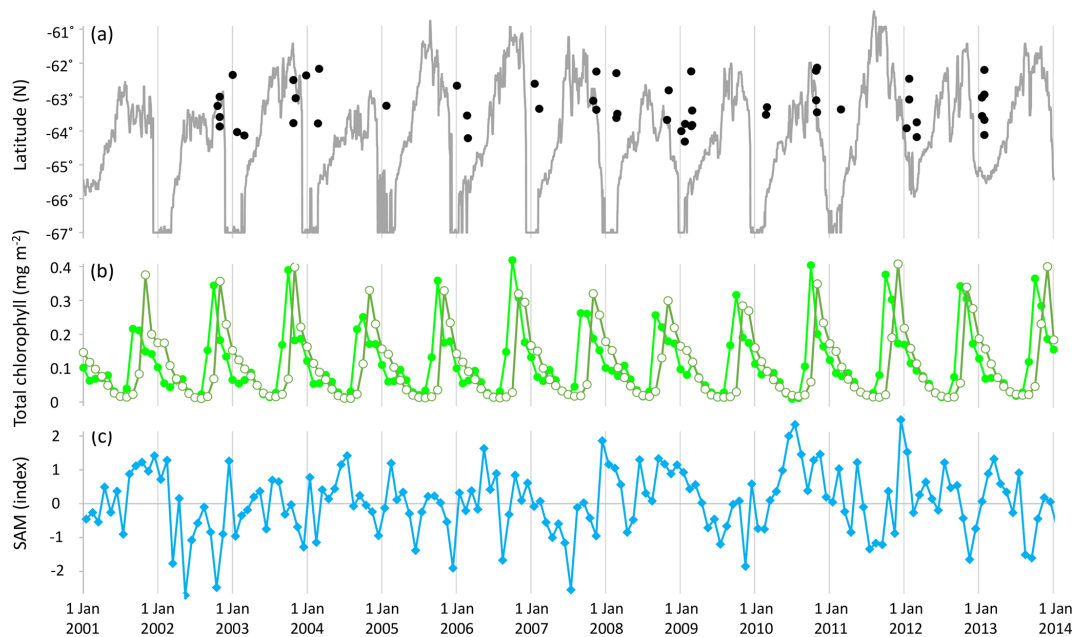 (a)
Latitude (N)
-61˚
-62˚
-63˚
-64˚
-65˚
-66˚
-67˚
(b)
Total chlorophyll (mg m⁻²)
0.4
0.3
0.2
0.1
0
(c)
SAM (index)
2
1
0
-1
-2
1 Jan 1 Jan 1 Jan 1 Jan 1 Jan 1 Jan 1 Jan 1 Jan 1 Jan 1 Jan 1 Jan 1 Jan 1 Jan 1 Jan
2001 2002 2003 2004 2005 2006 2007 2008 2009 2010 2011 2012 2013 2014